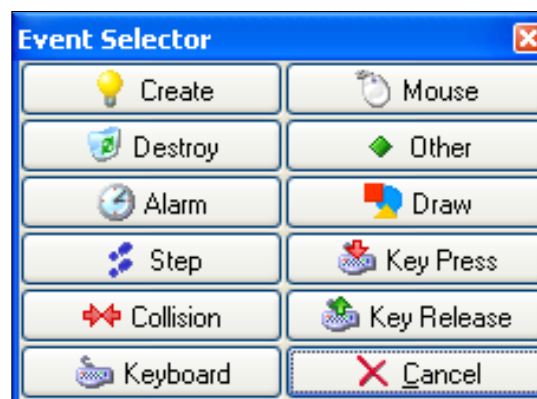 Event Selector
Create
Mouse
Destroy
Other
Alarm
Draw
Step
Key Press
Collision
Key Release
Keyboard
Cancel